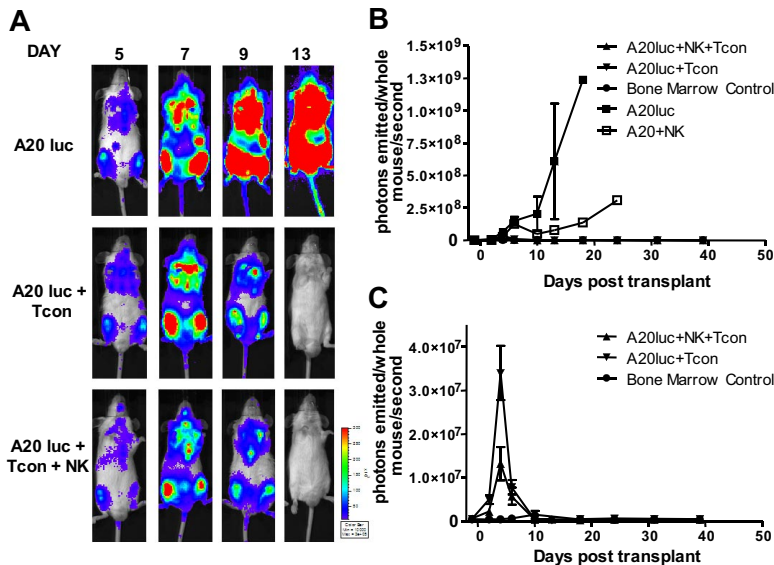 A
DAY 5 7 9 13
A20 luc
A20 luc +
Tcon
A20 luc +
Tcon + NK
B
photons emitted/whole
mouse/second
1.5×10⁹
1.3×10⁹
1.0×10⁹
7.5×10⁸
5.0×10⁸
2.5×10⁸
0
0 10 20 30 40 50
Days post transplant
A20luc+NK+Tcon
A20luc+Tcon
Bone Marrow Control
A20luc
A20+NK
C
photons emitted/whole
mouse/second
4.0×10⁷
3.0×10⁷
2.0×10⁷
1.0×10⁷
0
0 10 20 30 40 50
Days post transplant
A20luc+NK+Tcon
A20luc+Tcon
Bone Marrow Control